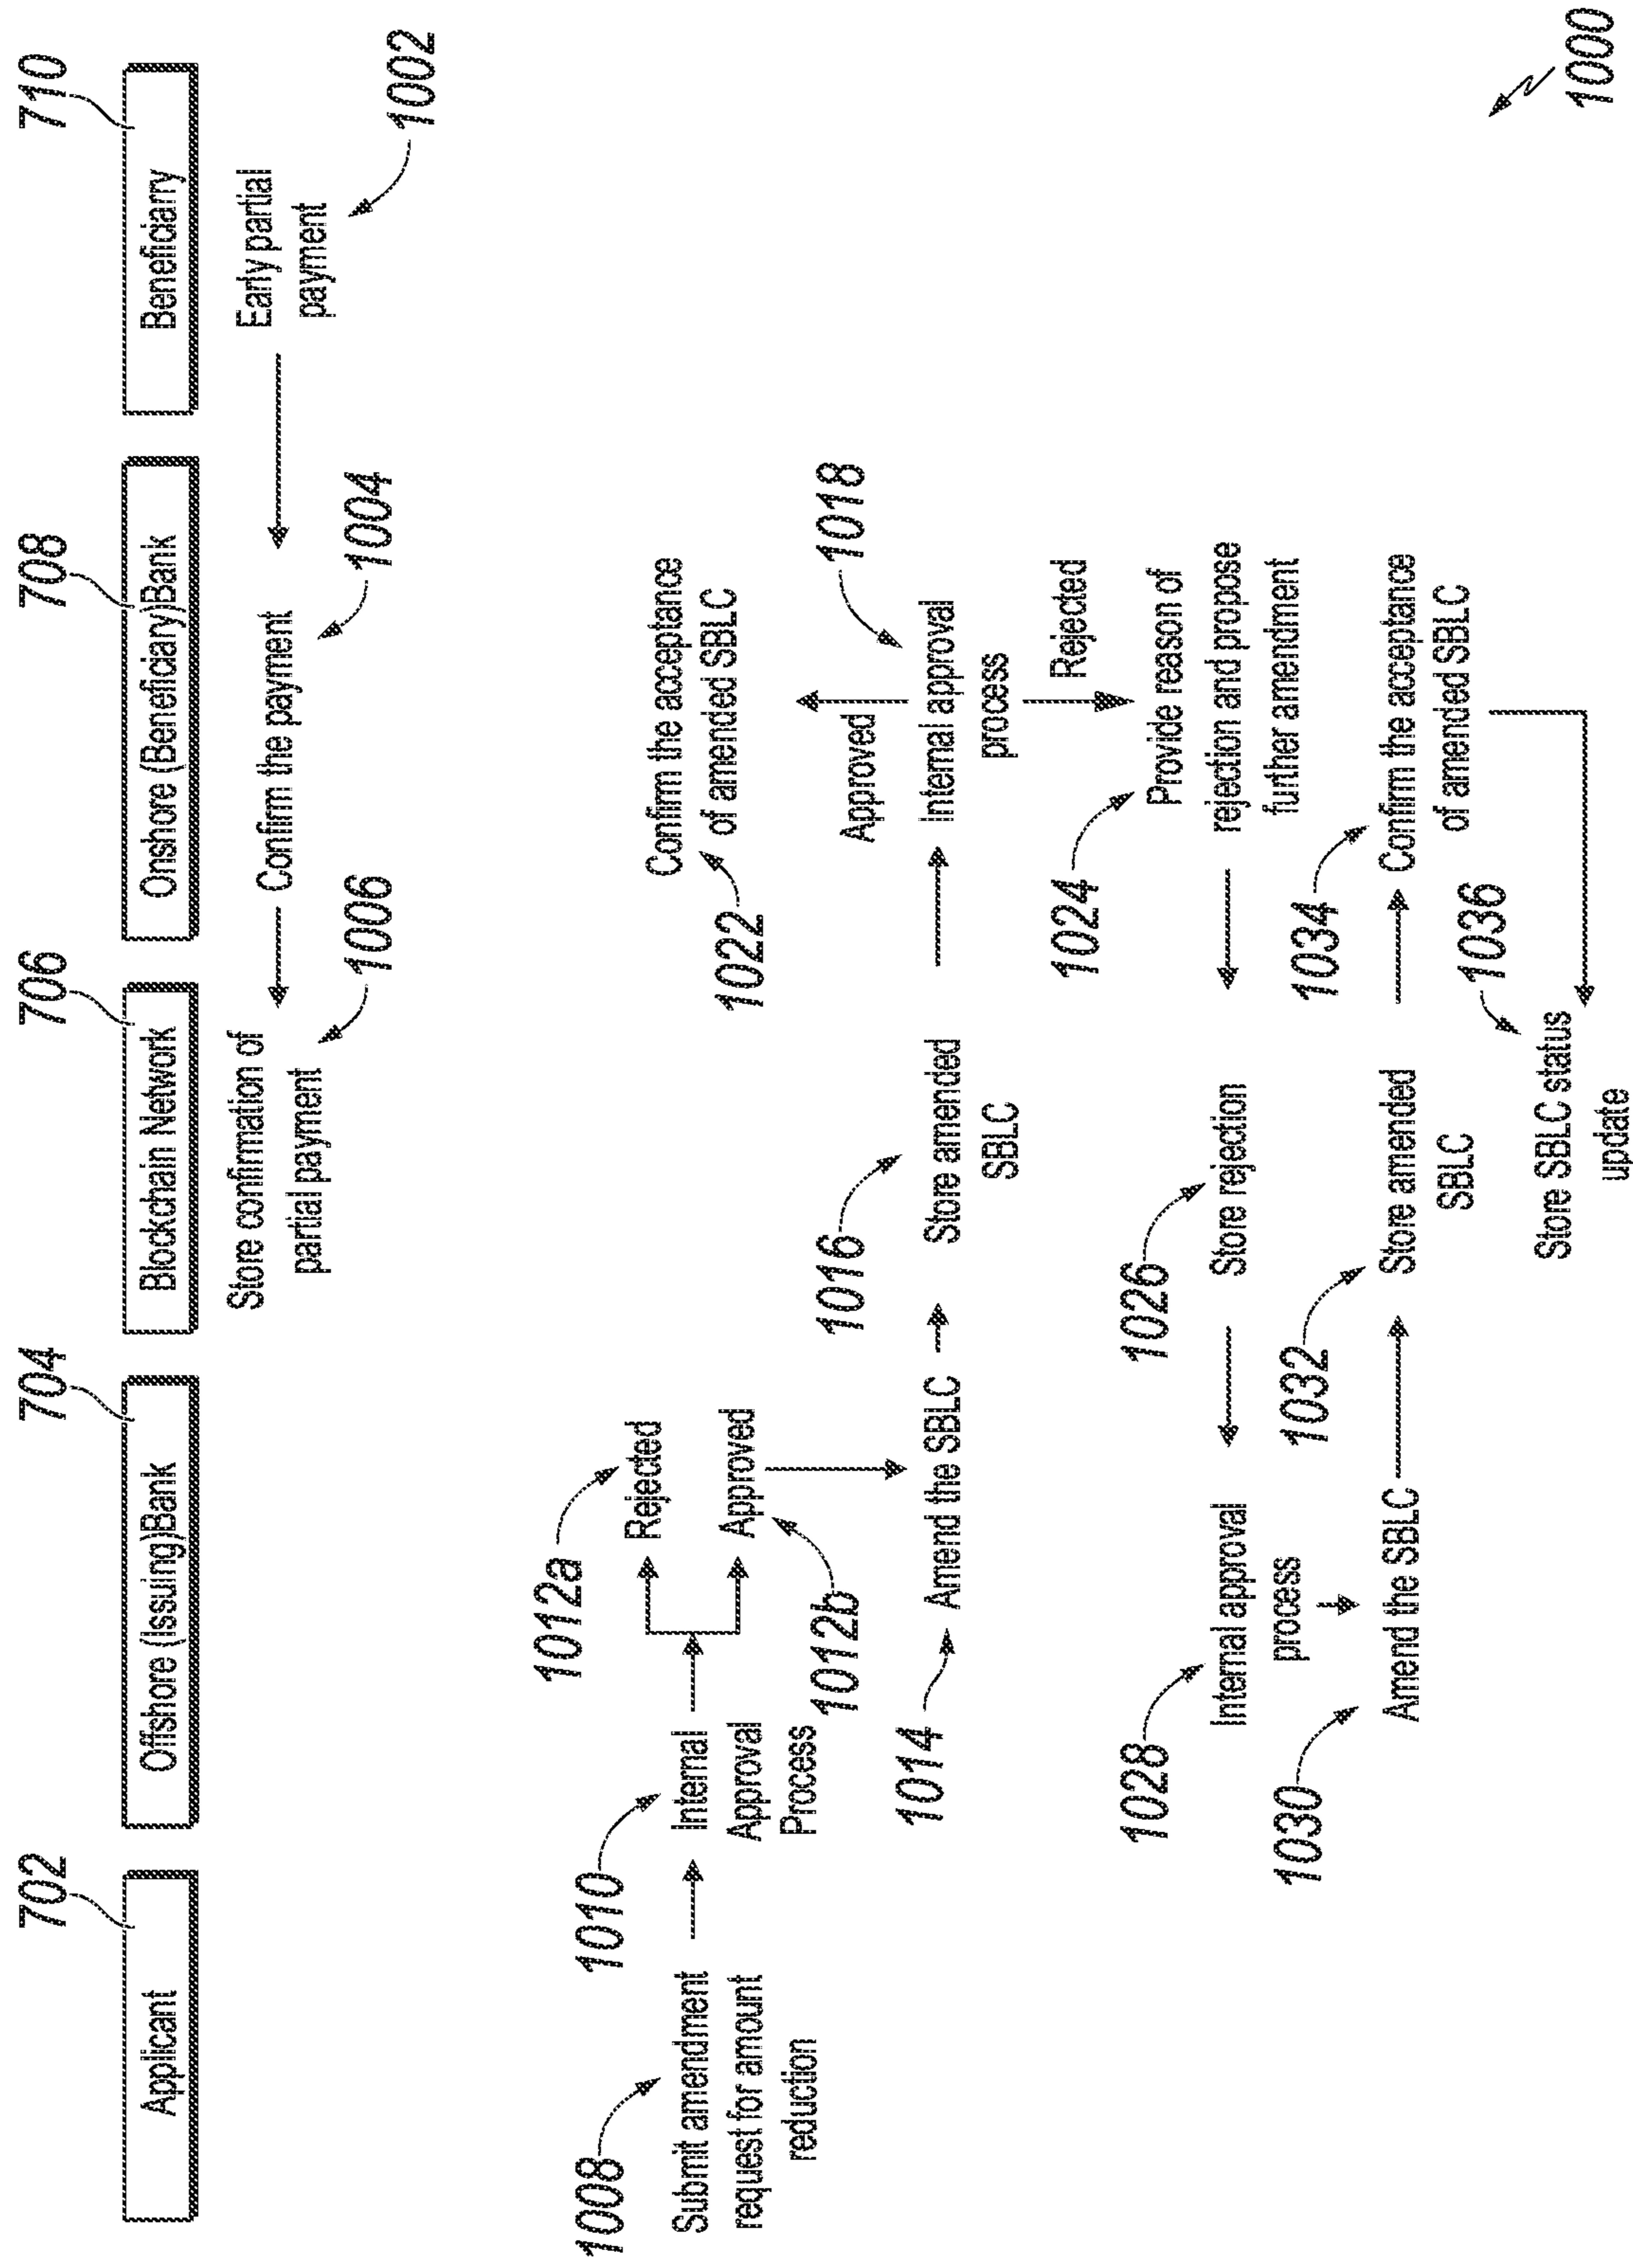 702
704
706
708
710
Applicant
Offshore (Issuing)Bank
Blockchain Network
Onshore (Beneficiary)Bank
Beneficiary
Store confirmation of
partial payment
1006
Confirm the payment
1004
Early partial
payment
1002
1008
Submit amendment
request for amount
reduction
1010
Internal
Approval
Process
1012a
Rejected
Approved
1012b
1022
Confirm the acceptance
of amended SBLC
1014
Amend the SBLC
1016
Store amended
SBLC
Approved
1018
Internal approval
process
Rejected
1024
Provide reason of
rejection and propose
further amendment
1026
Store rejection
1028
Internal approval
process
1030
Amend the SBLC
1032
Store amended
SBLC
1034
Confirm the acceptance
of amended SBLC
1036
Store SBLC status
update
1000